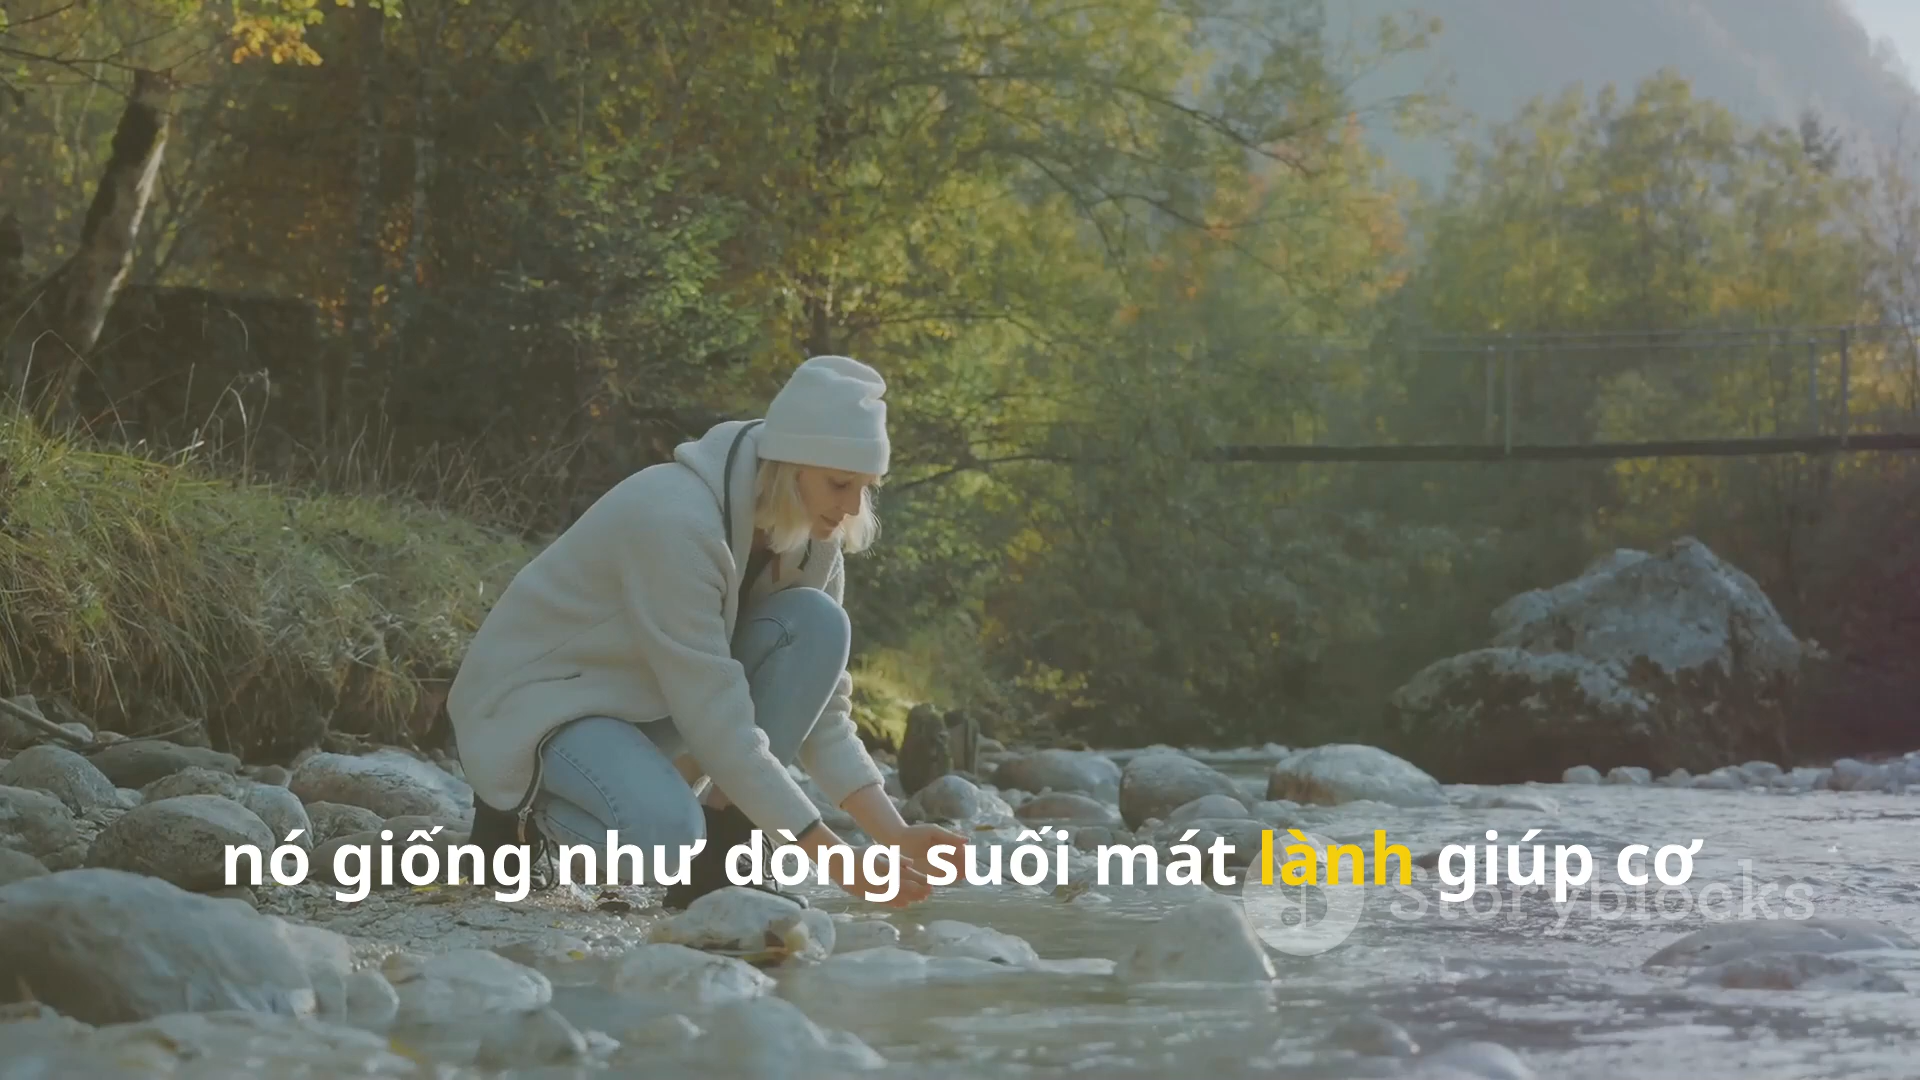 nó giống như dòng suối mát lành giúp cơ
Storyblocks